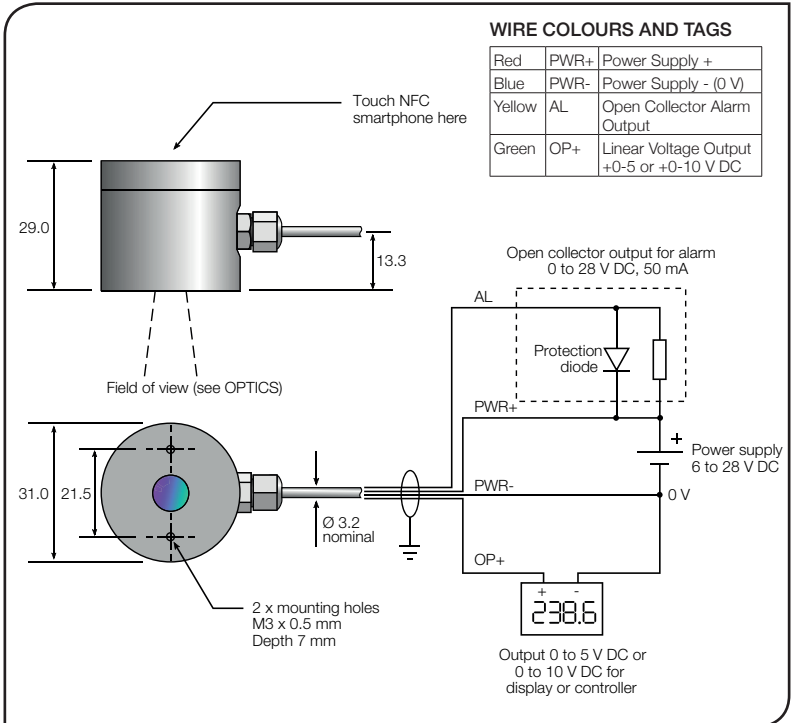 WIRE COLOURS AND TAGS
Red PWR+ Power Supply +
Blue PWR- Power Supply - (0 V)
Yellow AL Open Collector Alarm
Output
Green OP+ Linear Voltage Output
+0-5 or +0-10 V DC
Touch NFC
smartphone here
29.0
13.3
Field of view (see OPTICS)
Open collector output for alarm
0 to 28 V DC, 50 mA
AL
Protection
diode
PWR+
+
Power supply
6 to 28 V DC
PWR-
0 V
31.0
21.5
Ø 3.2
nominal
OP+
+ -
238.6
2 x mounting holes
M3 x 0.5 mm
Depth 7 mm
Output 0 to 5 V DC or
0 to 10 V DC for
display or controller